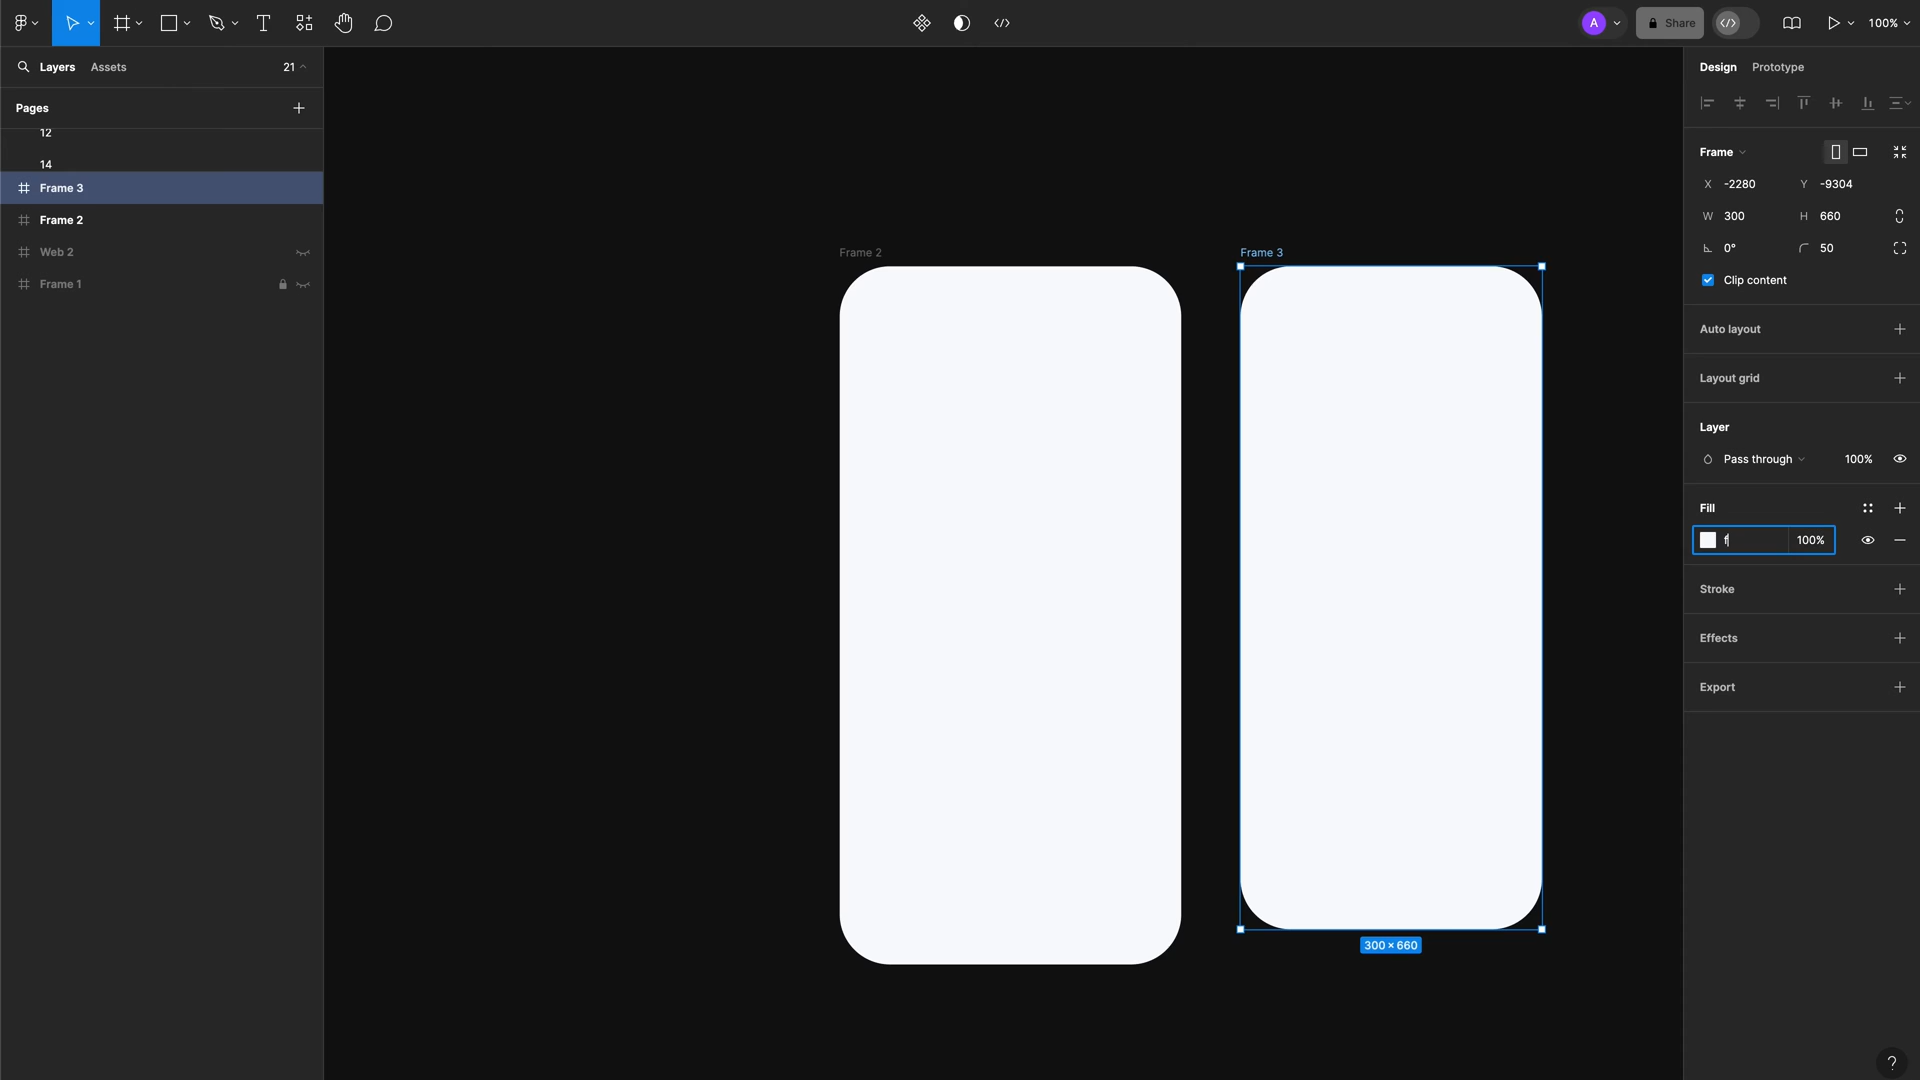 A
Share
100%
Layers
Assets
21
Design
Prototype
Pages
12
14
Frame 3
Frame 2
Web 2
Frame 1
Frame 2
Frame 3
300 × 660
Frame
X -2280
Y -9304
W 300
H 660
0°
50
Clip content
Auto layout
Layout grid
Layer
Pass through
100%
Fill
f
100%
Stroke
Effects
Export
?